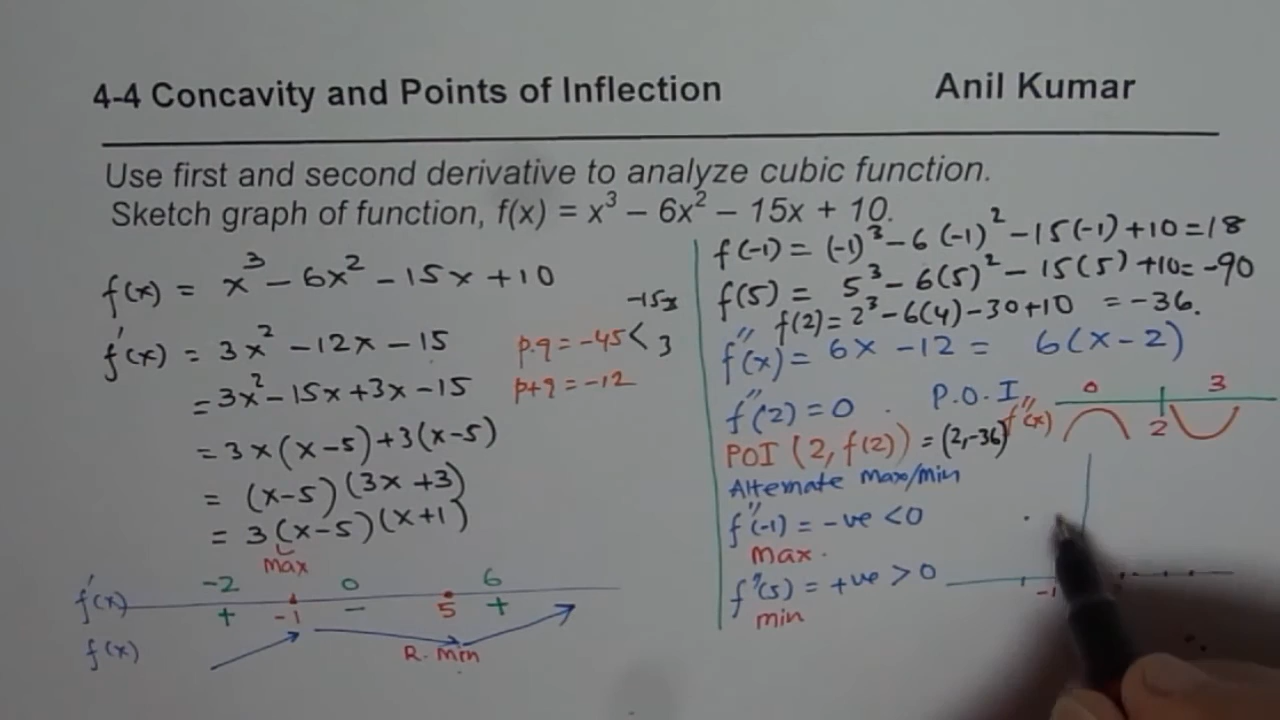 4-4 Concavity and Points of Inflection Anil Kumar
Use first and second derivative to analyze cubic function.
Sketch graph of function, f(x) = x³ – 6x² – 15x + 10.
f(x) = x³ - 6x² - 15x + 10
f'(x) = 3x² - 12x - 15
= 3x² - 15x + 3x - 15
= 3x(x-5)+3(x-5)
= (x-5)(3x+3)
= 3(x-5)(x+1)
p.q = -45 <
-15x
3
p+q = -12
max
f'(x) -2 0 6
+ -1 - 5 +
f(x)
R. Min
f(-1) = (-1)³ - 6(-1)² - 15(-1) + 10 = 18
f(5) = 5³ - 6(5)² - 15(5) + 10 = -90
f(2) = 2³ - 6(4) - 30 + 10 = -36.
f''(x) = 6x - 12 = 6(x-2)
f''(2) = 0. P.O.I
POI (2, f(2)) = (2,-36)
0 3
f''(x) 2
Alternate Max/min
f''(-1) = -ve < 0
max.
f''(5) = +ve > 0
min
-1